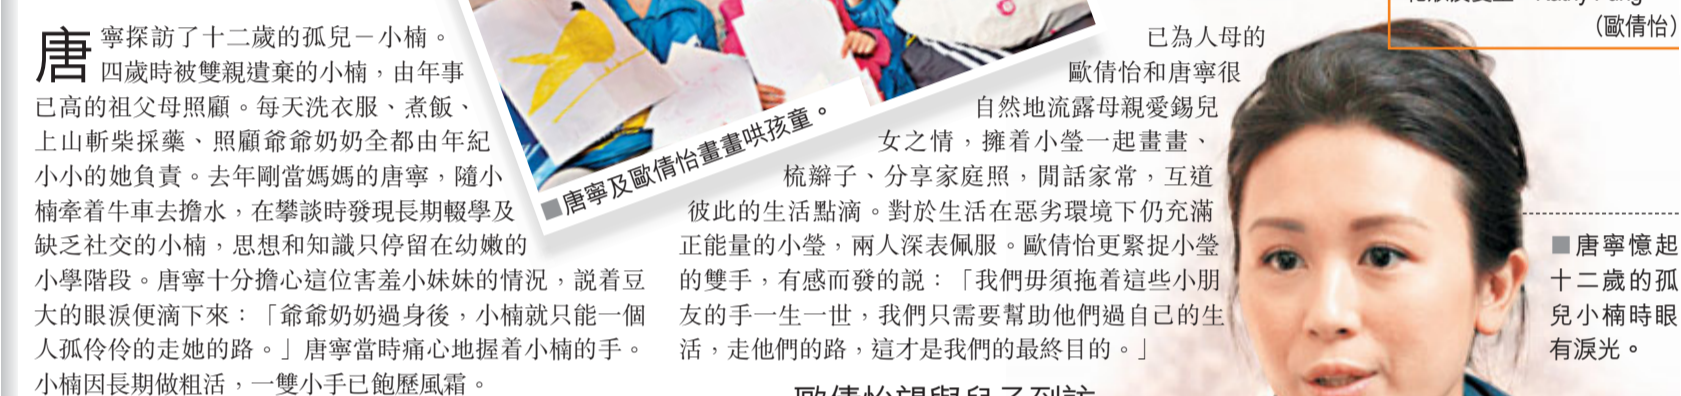 唐寧探訪了十二歲的孤兒－小楠。
四歲時被雙親遺棄的小楠，由年事
已高的祖父母照顧。每天洗衣服、煮飯、
上山斬柴採藥、照顧爺爺奶奶全都由年紀
小小的她負責。去年剛當媽媽的唐寧，隨小
楠牽着牛車去擔水，在攀談時發現長期輟學及
缺乏社交的小楠，思想和知識只停留在幼嫩的
小學階段。唐寧十分擔心這位害羞小妹妹的情況，説着豆
大的眼淚便滴下來：「爺爺奶奶過身後，小楠就只能一個
人孤伶伶的走她的路。」唐寧當時痛心地握着小楠的手。
小楠因長期做粗活，一雙小手已飽歷風霜。
■唐寧及歐倩怡畫畫哄孩童。
已為人母的
歐倩怡和唐寧很
自然地流露母親愛錫兒
女之情，擁着小瑩一起畫畫、
梳辮子、分享家庭照，閒話家常，互道
彼此的生活點滴。對於生活在惡劣環境下仍充滿
正能量的小瑩，兩人深表佩服。歐倩怡更緊捉小瑩
的雙手，有感而發的説：「我們毋須拖着這些小朋
友的手一生一世，我們只需要幫助他們過自己的生
活，走他們的路，這才是我們的最終目的。」
（歐倩怡）
■唐寧憶起
十二歲的孤
兒小楠時眼
有淚光。